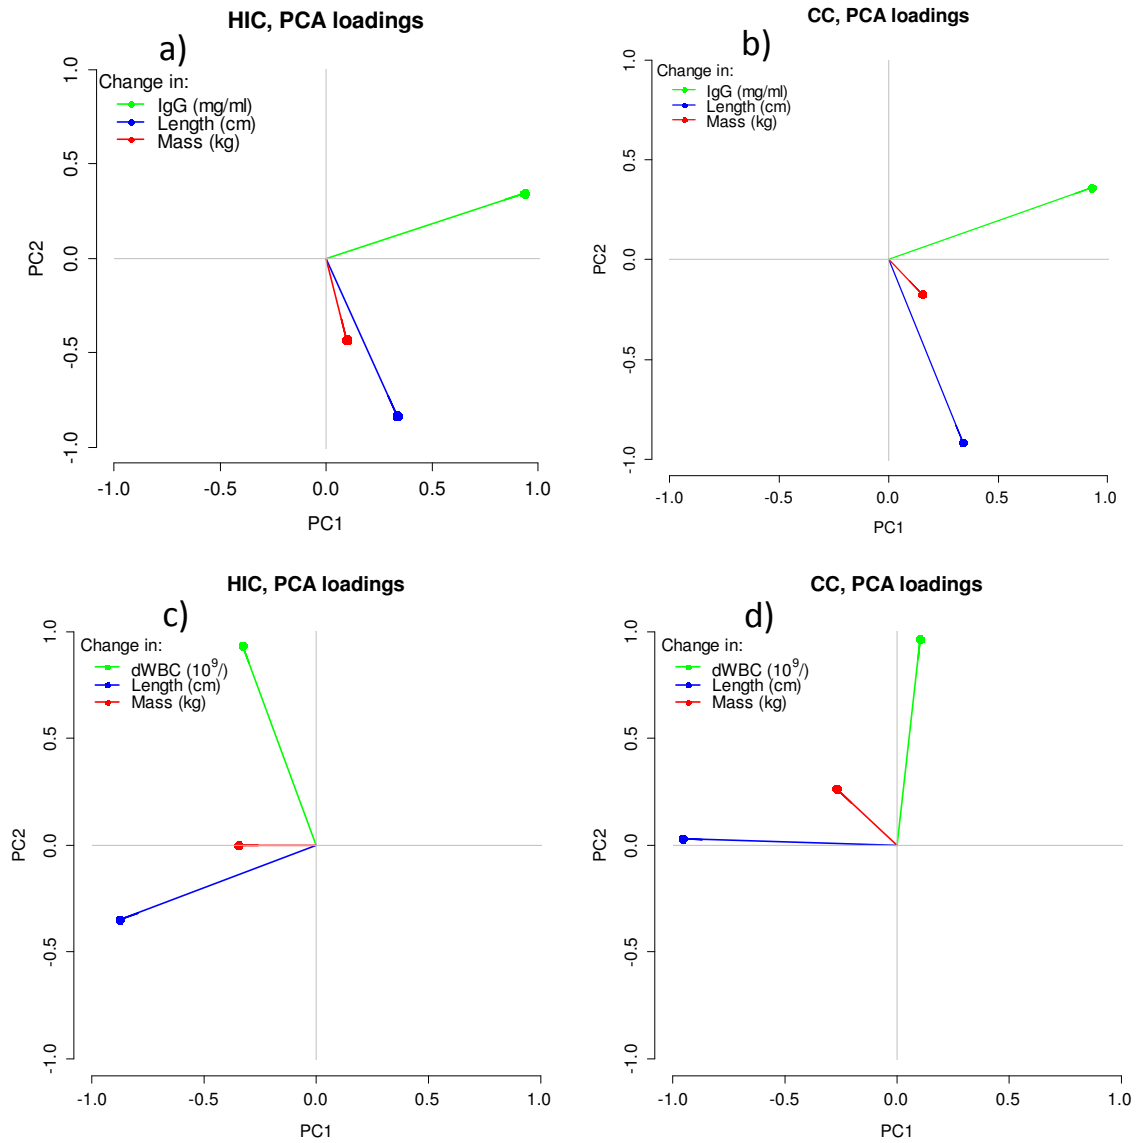 HIC, PCA loadings
a)
Change in:
IgG (mg/ml)
Length (cm)
Mass (kg)
1.0
0.5
0.0
-0.5
-1.0
PC2
-1.0 -0.5 0.0 0.5 1.0
PC1
CC, PCA loadings
b)
Change in:
IgG (mg/ml)
Length (cm)
Mass (kg)
1.0
0.5
0.0
-0.5
-1.0
PC2
-1.0 -0.5 0.0 0.5 1.0
PC1
HIC, PCA loadings
c)
Change in:
dWBC (10^9/)
Length (cm)
Mass (kg)
1.0
0.5
0.0
-0.5
-1.0
PC2
-1.0 -0.5 0.0 0.5 1.0
PC1
CC, PCA loadings
d)
Change in:
dWBC (10^9/)
Length (cm)
Mass (kg)
1.0
0.5
0.0
-0.5
-1.0
PC2
-1.0 -0.5 0.0 0.5 1.0
PC1